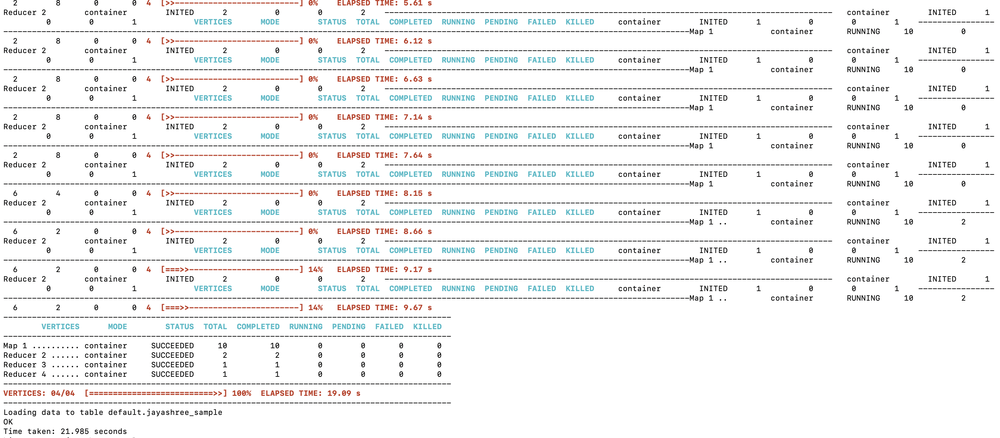 2 8 0 0 4 [>>--------------------------] 0% ELAPSED TIME: 5.61 s
Reducer 2 container INITED 2 0 0 2 ---------------------------------------------------------------------------------------------- container INITED 1
0 0 1 VERTICES MODE STATUS TOTAL COMPLETED RUNNING PENDING FAILED KILLED container INITED 1 0 0 1 ----------------
------------------------------------------------------------------------------------------------------------------------------------------------Map 1 container RUNNING 10 0
2 8 0 0 4 [>>--------------------------] 0% ELAPSED TIME: 6.12 s
Reducer 2 container INITED 2 0 0 2 ---------------------------------------------------------------------------------------------- container INITED 1
0 0 1 VERTICES MODE STATUS TOTAL COMPLETED RUNNING PENDING FAILED KILLED container INITED 1 0 0 1 ----------------
------------------------------------------------------------------------------------------------------------------------------------------------Map 1 container RUNNING 10 0
2 8 0 0 4 [>>--------------------------] 0% ELAPSED TIME: 6.63 s
Reducer 2 container INITED 2 0 0 2 ---------------------------------------------------------------------------------------------- container INITED 1
0 0 1 VERTICES MODE STATUS TOTAL COMPLETED RUNNING PENDING FAILED KILLED container INITED 1 0 0 1 ----------------
------------------------------------------------------------------------------------------------------------------------------------------------Map 1 container RUNNING 10 0
2 8 0 0 4 [>>--------------------------] 0% ELAPSED TIME: 7.14 s
Reducer 2 container INITED 2 0 0 2 ---------------------------------------------------------------------------------------------- container INITED 1
0 0 1 VERTICES MODE STATUS TOTAL COMPLETED RUNNING PENDING FAILED KILLED container INITED 1 0 0 1 ----------------
------------------------------------------------------------------------------------------------------------------------------------------------Map 1 container RUNNING 10 0
2 8 0 0 4 [>>--------------------------] 0% ELAPSED TIME: 7.64 s
Reducer 2 container INITED 2 0 0 2 ---------------------------------------------------------------------------------------------- container INITED 1
0 0 1 VERTICES MODE STATUS TOTAL COMPLETED RUNNING PENDING FAILED KILLED container INITED 1 0 0 1 ----------------
------------------------------------------------------------------------------------------------------------------------------------------------Map 1 container RUNNING 10 0
6 4 0 0 4 [>>--------------------------] 0% ELAPSED TIME: 8.15 s
Reducer 2 container INITED 2 0 0 2 ---------------------------------------------------------------------------------------------- container INITED 1
0 0 1 VERTICES MODE STATUS TOTAL COMPLETED RUNNING PENDING FAILED KILLED container INITED 1 0 0 1 ----------------
------------------------------------------------------------------------------------------------------------------------------------------------Map 1 .. container RUNNING 10 2
6 2 0 0 4 [>>--------------------------] 0% ELAPSED TIME: 8.66 s
Reducer 2 container INITED 2 0 0 2 ---------------------------------------------------------------------------------------------- container INITED 1
0 0 1 VERTICES MODE STATUS TOTAL COMPLETED RUNNING PENDING FAILED KILLED container INITED 1 0 0 1 ----------------
------------------------------------------------------------------------------------------------------------------------------------------------Map 1 .. container RUNNING 10 2
6 2 0 0 4 [===>>-----------------------] 14% ELAPSED TIME: 9.17 s
Reducer 2 container INITED 2 0 0 2 ---------------------------------------------------------------------------------------------- container INITED 1
0 0 1 VERTICES MODE STATUS TOTAL COMPLETED RUNNING PENDING FAILED KILLED container INITED 1 0 0 1 ----------------
------------------------------------------------------------------------------------------------------------------------------------------------Map 1 .. container RUNNING 10 2
6 2 0 0 4 [===>>-----------------------] 14% ELAPSED TIME: 9.67 s
----------------------------------------------------------------------------------------------
VERTICES MODE STATUS TOTAL COMPLETED RUNNING PENDING FAILED KILLED
----------------------------------------------------------------------------------------------
Map 1 .......... container SUCCEEDED 10 10 0 0 0 0
Reducer 2 ...... container SUCCEEDED 2 2 0 0 0 0
Reducer 3 ...... container SUCCEEDED 1 1 0 0 0 0
Reducer 4 ...... container SUCCEEDED 1 1 0 0 0 0
----------------------------------------------------------------------------------------------
VERTICES: 04/04 [==========================>>] 100% ELAPSED TIME: 19.09 s
----------------------------------------------------------------------------------------------
Loading data to table default.jayashree_sample
OK
Time taken: 21.985 seconds